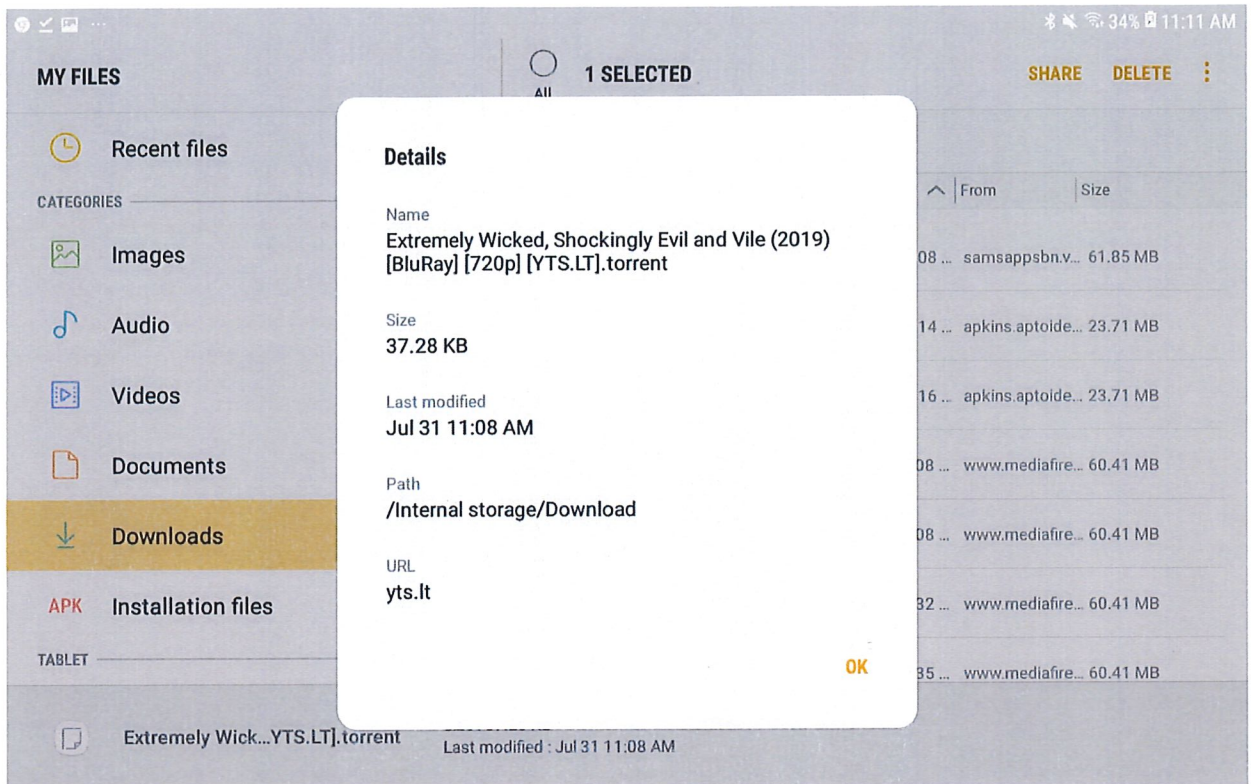 34% 11:11 AM
MY FILES
All
1 SELECTED
SHARE DELETE
Recent files
CATEGORIES
Images
Audio
Videos
Documents
Downloads
APK Installation files
TABLET
Details
Name
Extremely Wicked, Shockingly Evil and Vile (2019)
[BluRay] [720p] [YTS.LT].torrent
Size
37.28 KB
Last modified
Jul 31 11:08 AM
Path
/Internal storage/Download
URL
yts.lt
OK
From Size
08 ... samsappsbn.v... 61.85 MB
14 ... apkins.aptoide... 23.71 MB
16 ... apkins.aptoide... 23.71 MB
08 ... www.mediafire... 60.41 MB
08 ... www.mediafire... 60.41 MB
32 ... www.mediafire... 60.41 MB
35 ... www.mediafire... 60.41 MB
Extremely Wick...YTS.LT].torrent
Last modified : Jul 31 11:08 AM